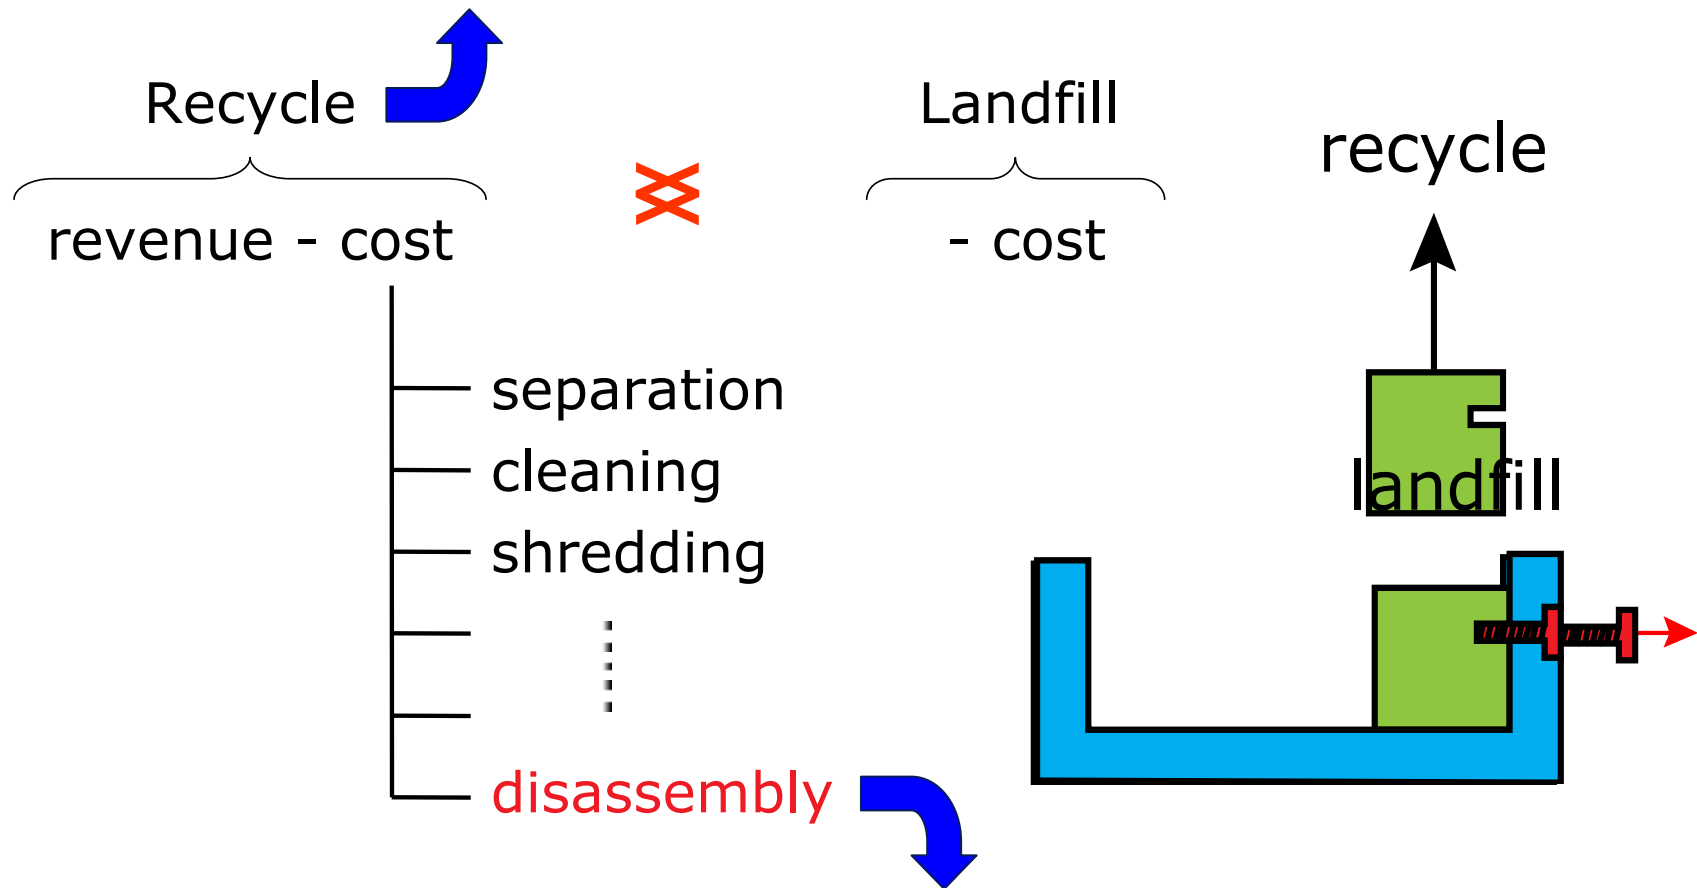 Recycle
Landfill
recycle
revenue - cost
- cost
separation
cleaning
landfill
shredding
disassembly